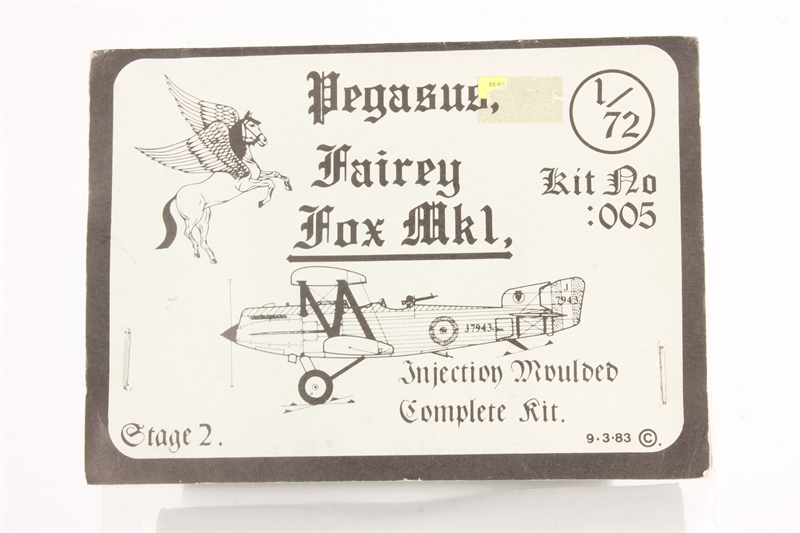 Pegasus,
1/72
Fairey
Fox Mk1,
Kit No
:005
J
7943.
J7943.
Injection Moulded
Complete Kit.
Stage 2.
9·3·83 ©.